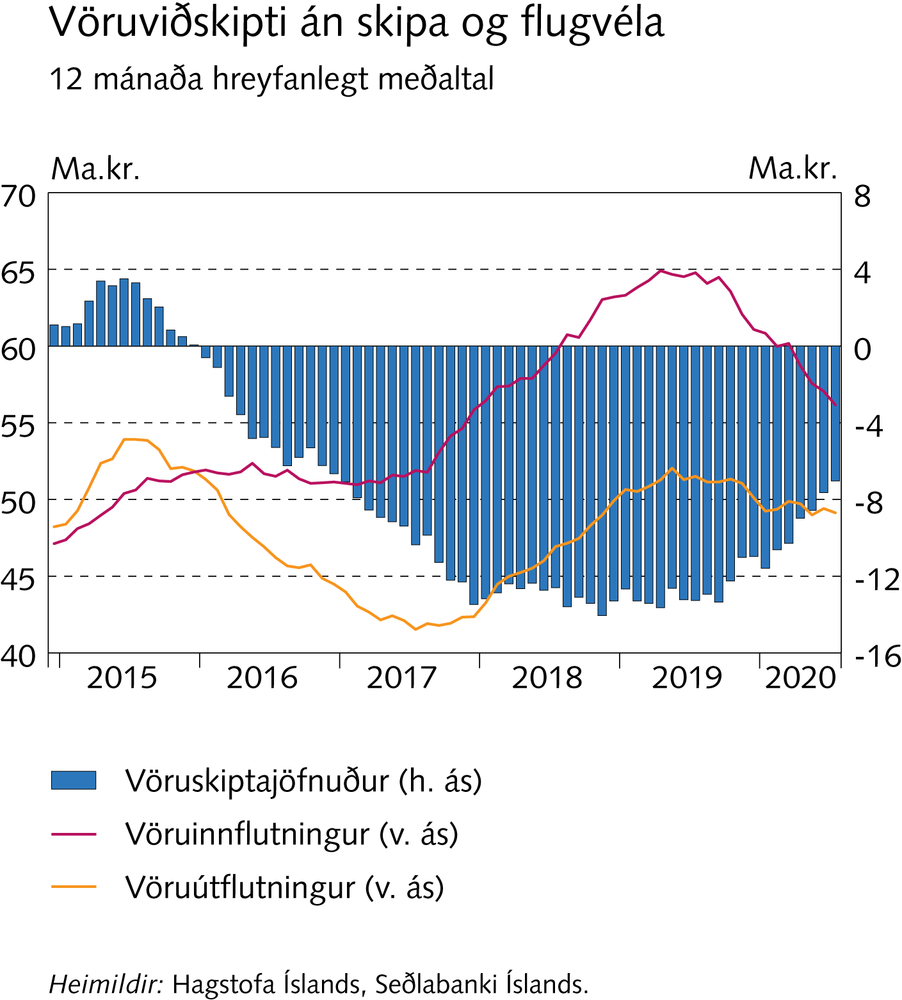 Vöruviðskipti án skipa og flugvéla
12 mánaða hreyfanlegt meðaltal
Ma.kr.
Ma.kr.
70
8
65
4
60
0
55
-4
50
-8
45
-12
40
-16
2015
2016
2017
2018
2019
2020
Vöruskiptajöfnuður (h. ás)
Vöruinnflutningur (v. ás)
Vöruútflutningur (v. ás)
Heimildir: Hagstofa Íslands, Seðlabanki Íslands.